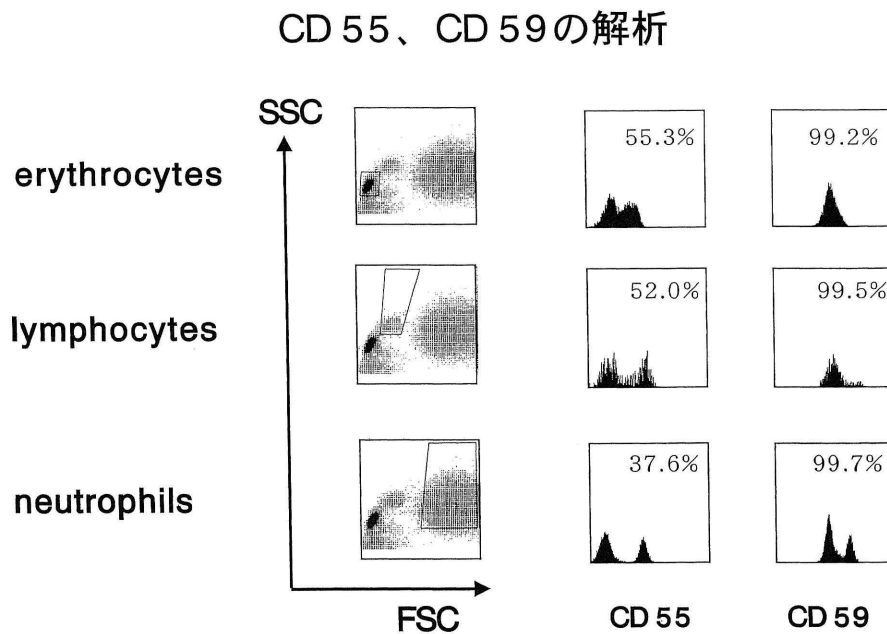 CD 55、CD 59の解析
SSC
erythrocytes
55.3%
99.2%
lymphocytes
52.0%
99.5%
neutrophils
37.6%
99.7%
FSC
CD 55
CD 59